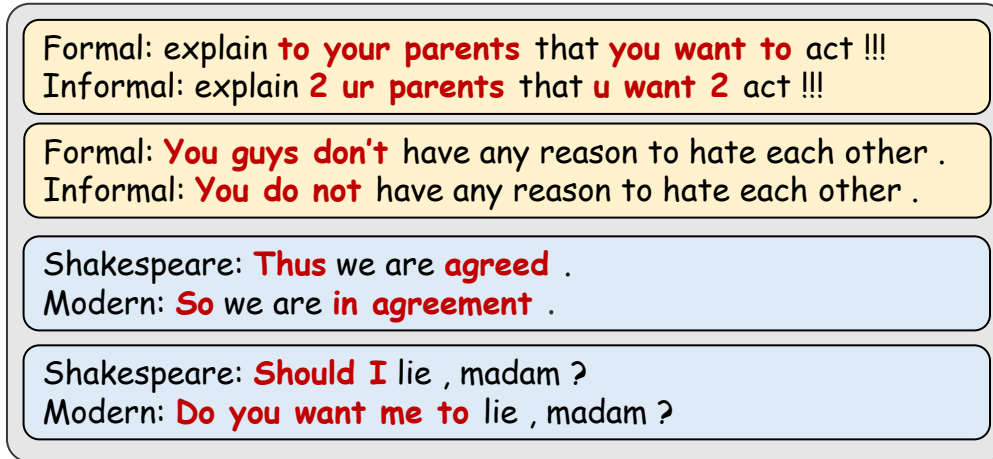 Formal: explain to your parents that you want to act !!!
Informal: explain 2 ur parents that u want 2 act !!!
Formal: You guys don’t have any reason to hate each other .
Informal: You do not have any reason to hate each other .
Shakespeare: Thus we are agreed .
Modern: So we are in agreement .
Shakespeare: Should I lie , madam ?
Modern: Do you want me to lie , madam ?